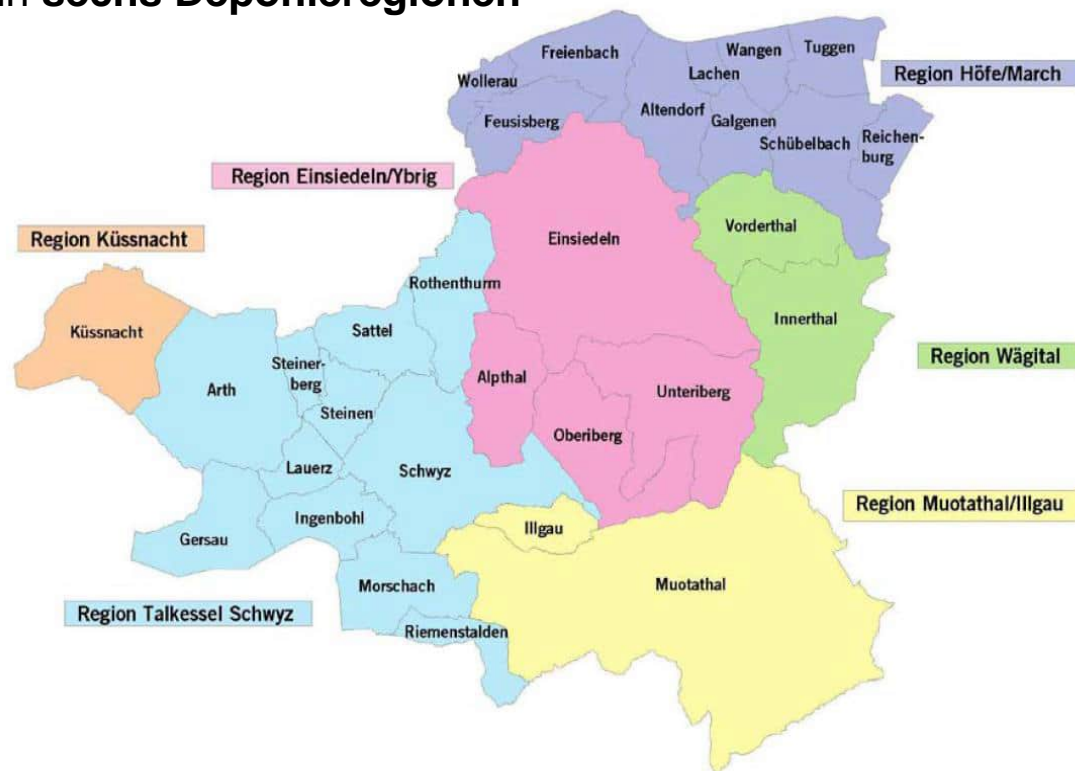 in sechs Deponieregionen
Freienbach
Wangen
Tuggen
Wollerau
Lachen
Region Höfe/March
Feusisberg
Altendorf
Galgenen
Schübelbach
Reichen-
burg
Region Einsiedeln/Ybrig
Vorderthal
Region Küssnacht
Einsiedeln
Rothenthurm
Küssnacht
Sattel
Innerthal
Steiner-
berg
Region Wägital
Arth
Alpthal
Unteriberg
Steinen
Oberiberg
Lauerz
Schwyz
Region Muotathal/Illgau
Ingenbohl
Illgau
Gersau
Morschach
Muotathal
Region Talkessel Schwyz
Riemenstalden